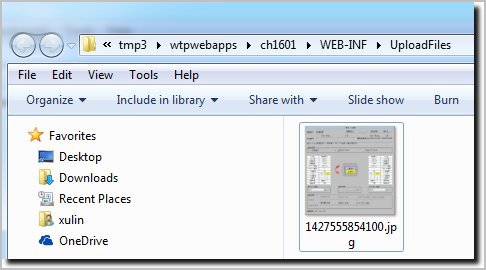 « tmp3 ▸ wtpwebapps ▸ ch1601 ▸ WEB-INF ▸ UploadFiles ▸
File Edit View Tools Help
Organize ▼ Include in library ▼ Share with ▼ Slide show Burn
Favorites
Desktop
Downloads
Recent Places
xulin
OneDrive
1427555854100.jp
g